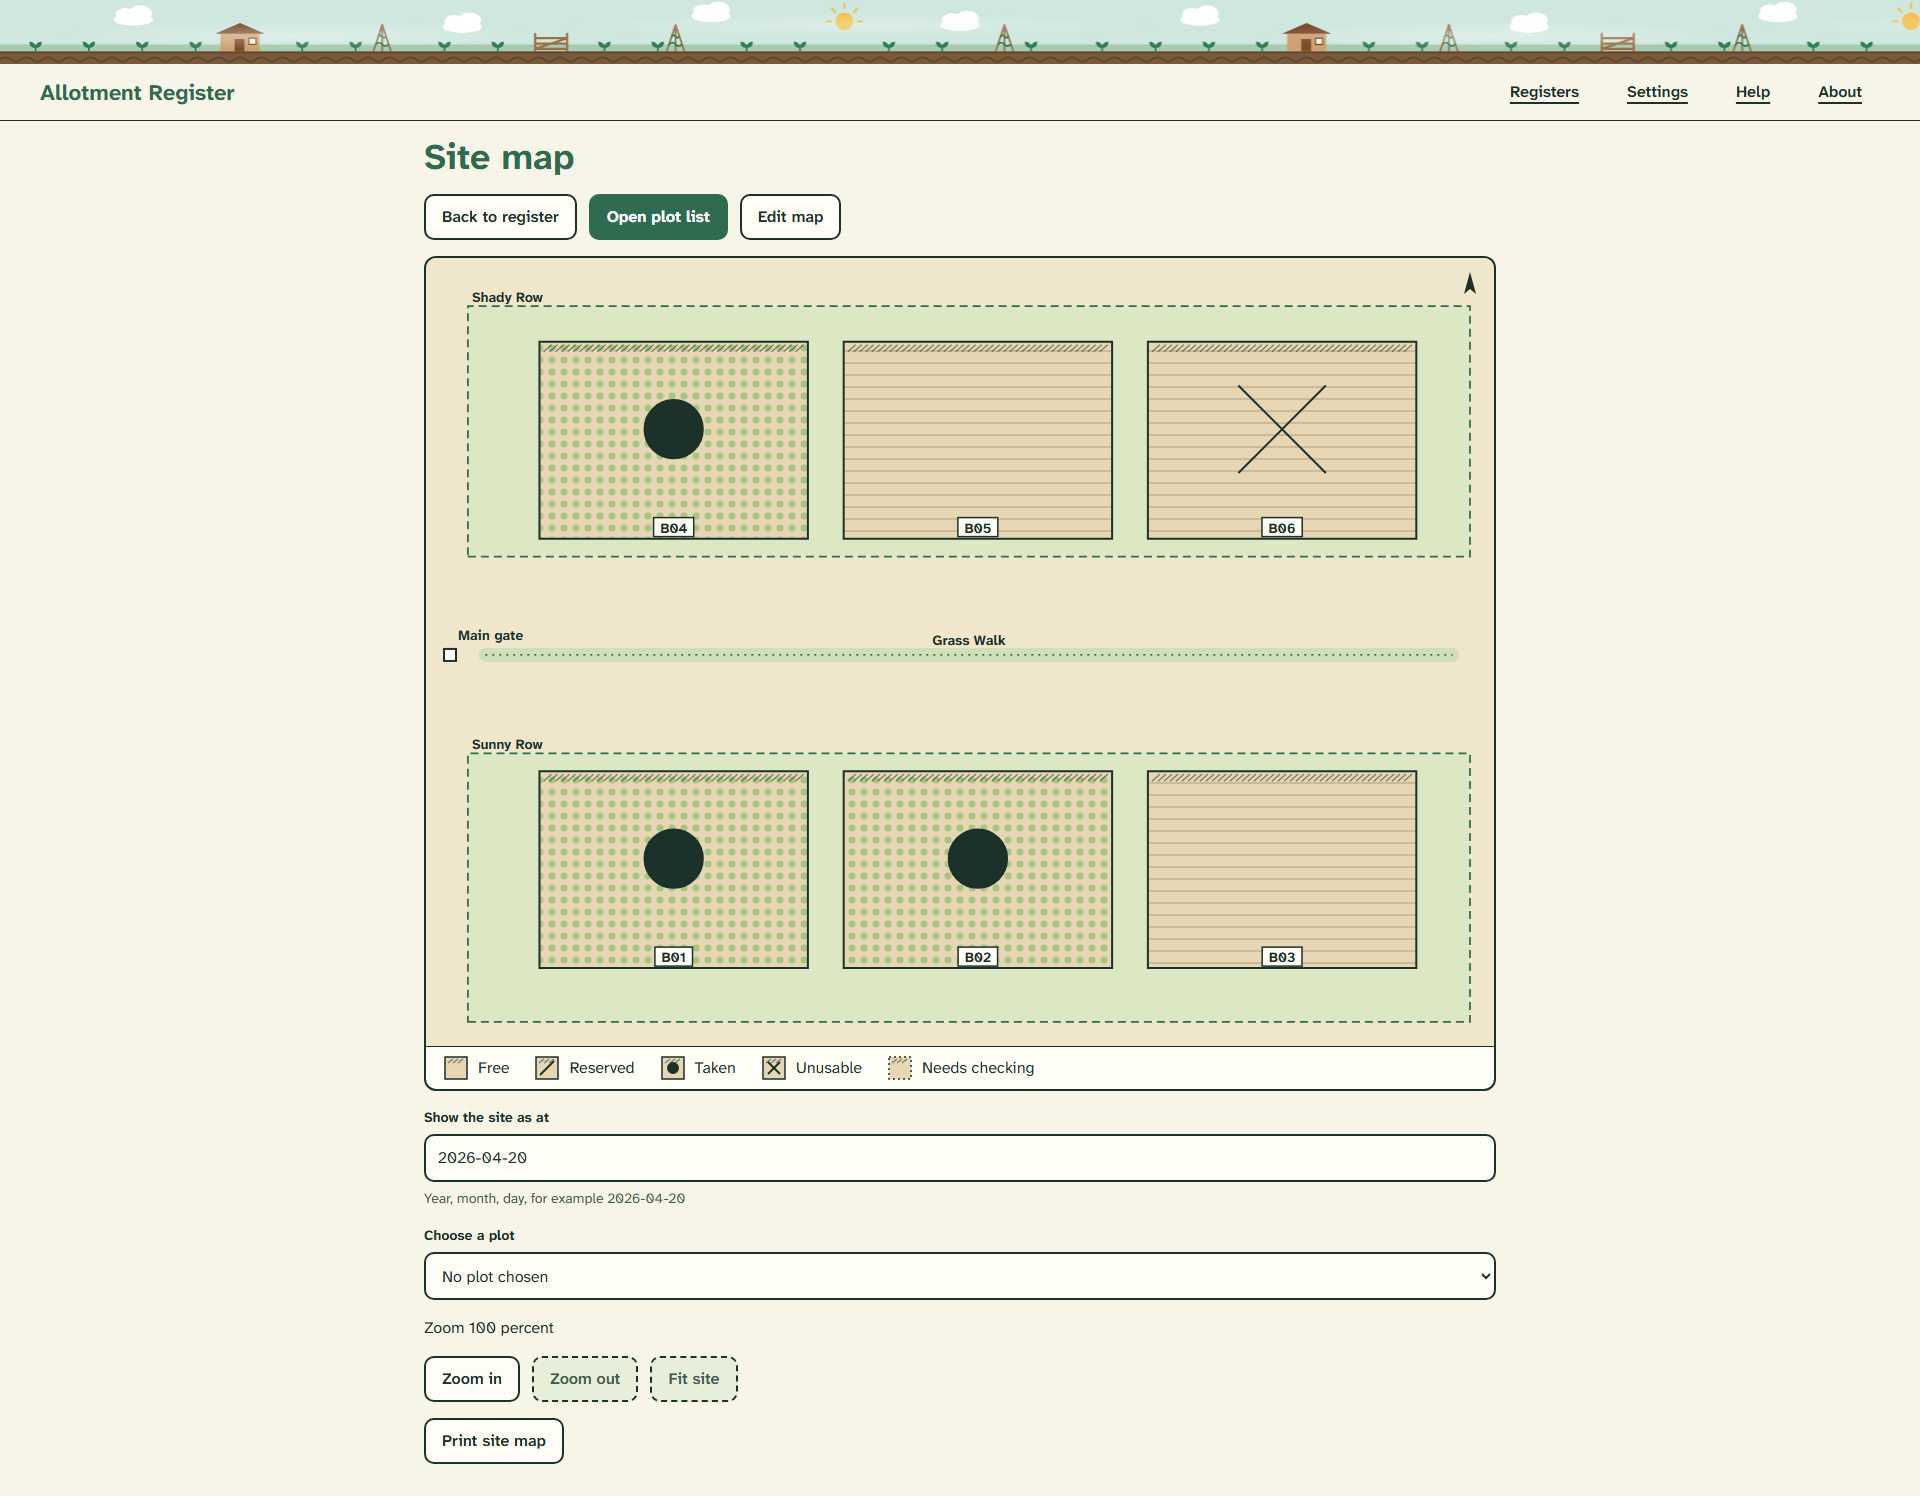 Allotment Register
Registers Settings Help About
Site map
Back to register Open plot list Edit map
Shady Row
B04 B05 B06
Main gate
Grass Walk
Sunny Row
B01 B02 B03
Free Reserved Taken Unusable Needs checking
Show the site as at
2026-04-20
Year, month, day, for example 2026-04-20
Choose a plot
No plot chosen
Zoom 100 percent
Zoom in Zoom out Fit site
Print site map